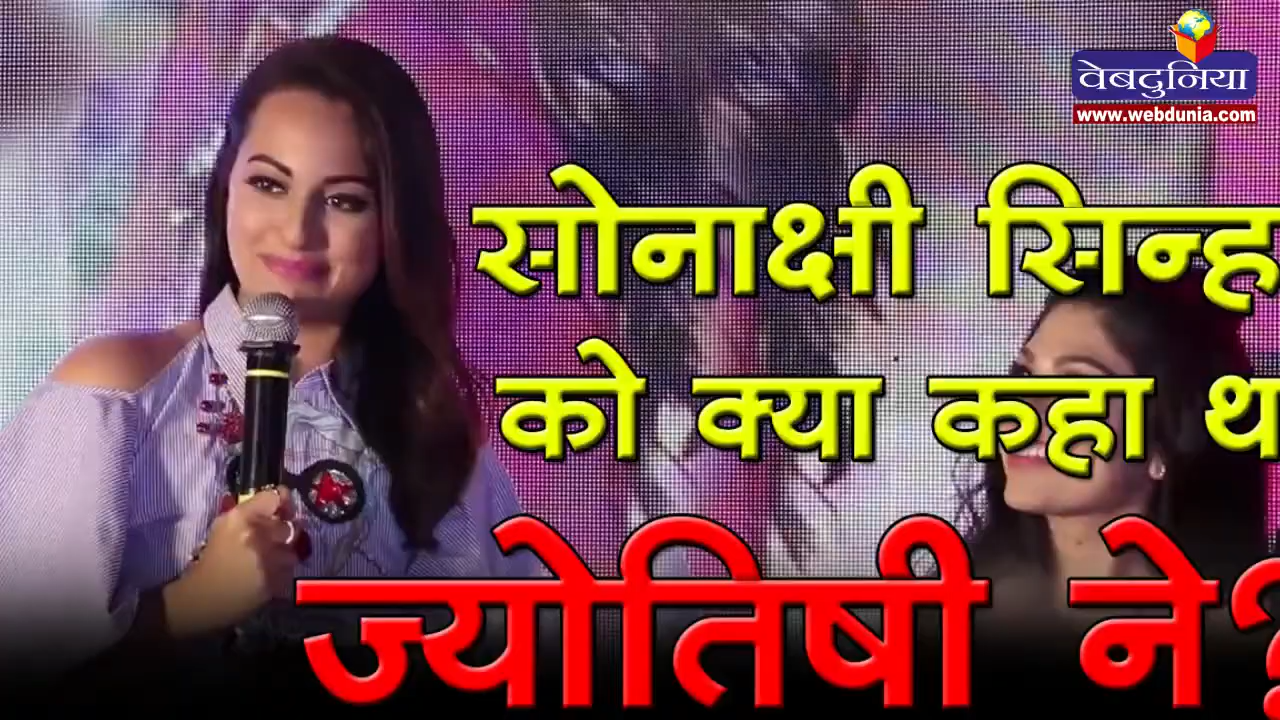 वेबदुनिया
www.webdunia.com
सोनाक्षी सिन्ह
को क्या कहा थ
ज्योतिषी ने?